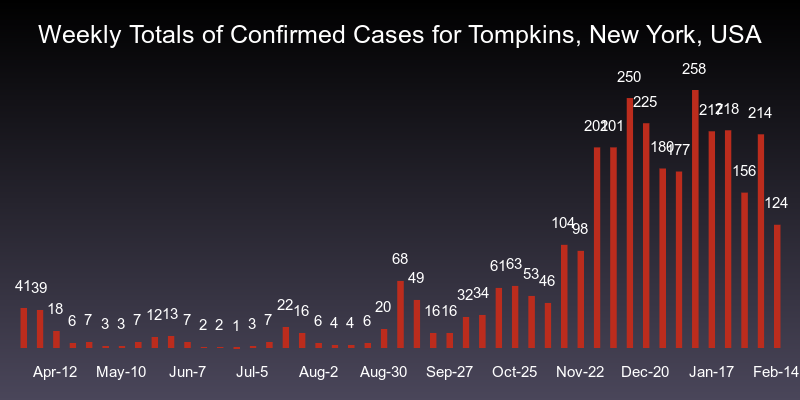 Weekly Totals of Confirmed Cases for Tompkins, New York, USA
41 39 18 6 7 3 3 7 12 13 7 2 2 1 3 7 22 16 6 4 4 6 20 68 49 16 16 32 34 61 63 53 46 104 98 201 201 250 225 180 177 258 217 218 156 214 124
Apr-12 May-10 Jun-7 Jul-5 Aug-2 Aug-30 Sep-27 Oct-25 Nov-22 Dec-20 Jan-17 Feb-14